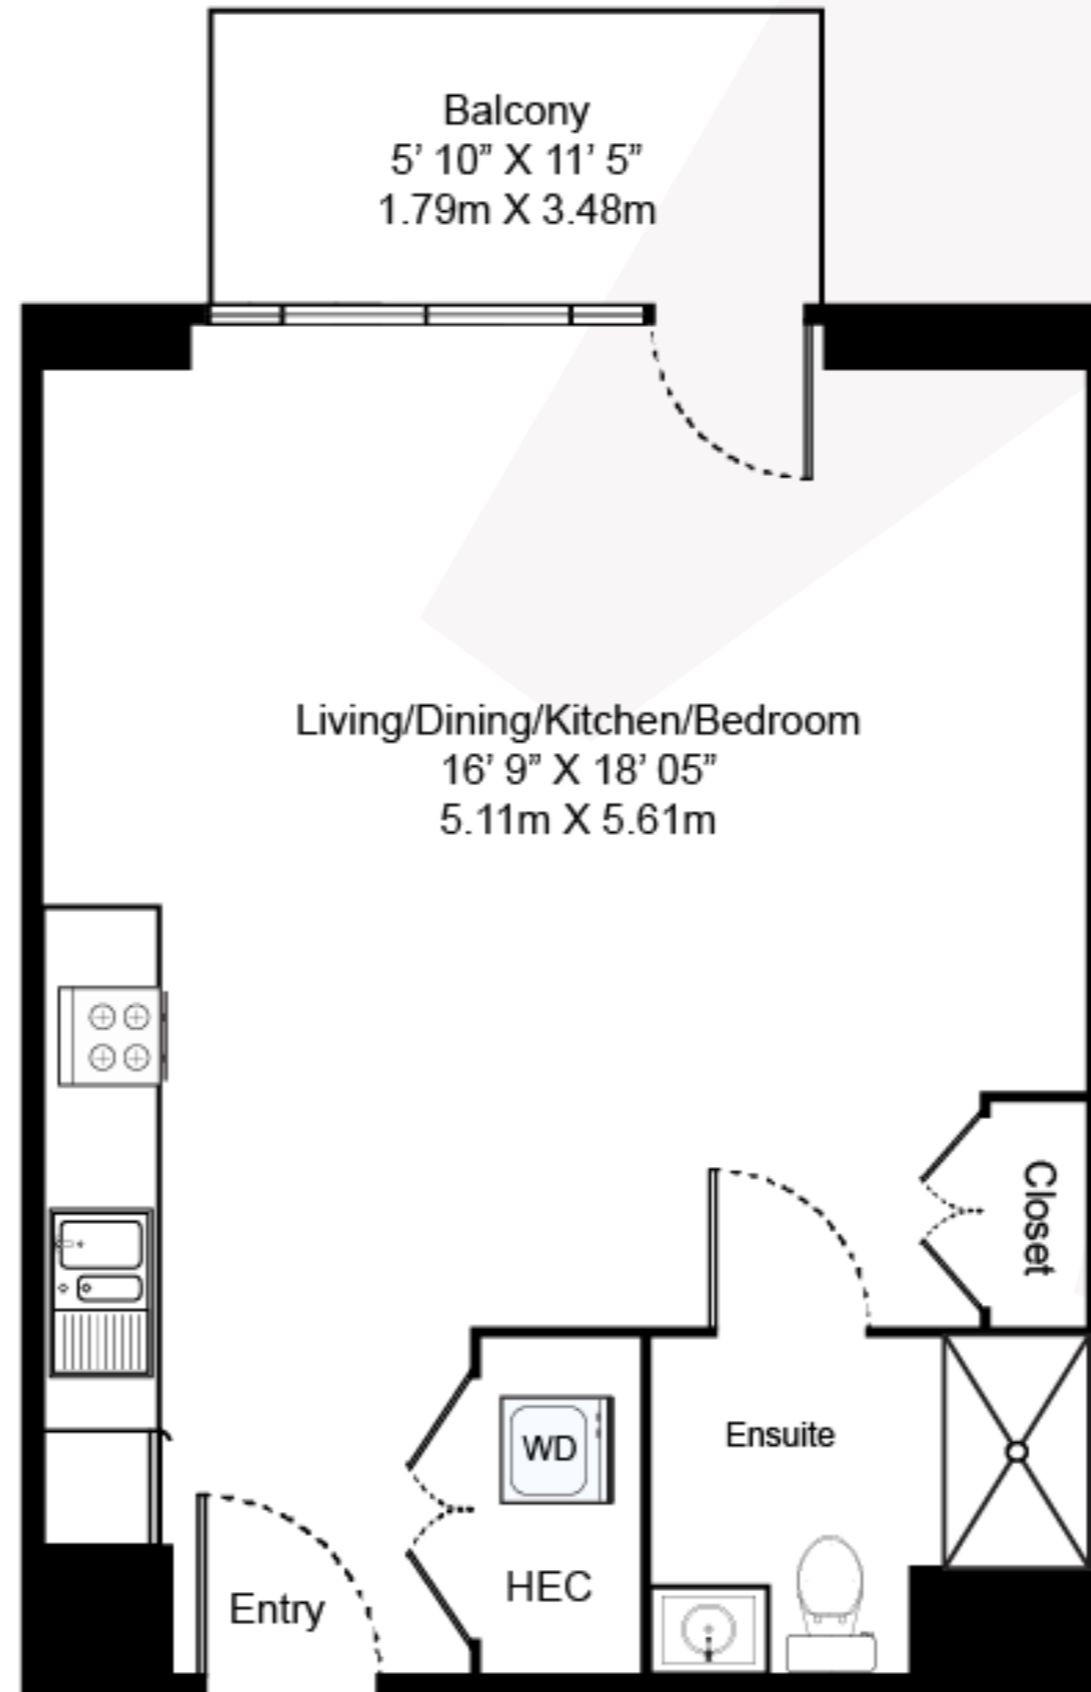 Balcony
5’ 10” X 11’ 5”
1.79m X 3.48m
Living/Dining/Kitchen/Bedroom
16’ 9” X 18’ 05”
5.11m X 5.61m
Closet
Ensuite
WD
HEC
Entry